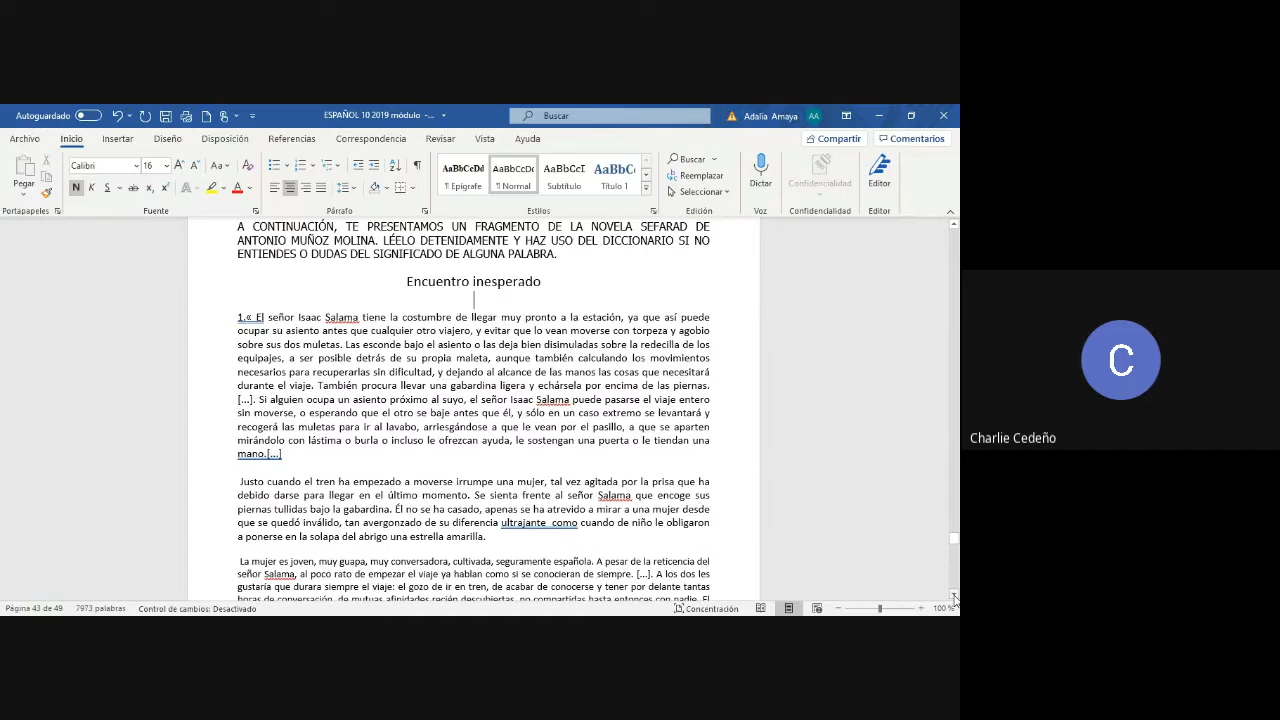 Autoguardado
ESPAÑOL 10 2019 módulo -...
Buscar
Adalia Amaya
AA
Archivo
Inicio
Insertar
Diseño
Disposición
Referencias
Correspondencia
Revisar
Vista
Ayuda
Compartir
Comentarios
Pegar
Calibri
16
AaBbCcDd
AaBbCcDc
AaBbCcI
AaBbC
¶ Epígrafe
¶ Normal
Subtítulo
Título 1
Buscar
Reemplazar
Seleccionar
Dictar
Confidencialidad
Editor
Portapapeles
Fuente
Párrafo
Estilos
Edición
Voz
Confidencialidad
Editor
A CONTINUACIÓN, TE PRESENTAMOS UN FRAGMENTO DE LA NOVELA SEFARAD DE
ANTONIO MUÑOZ MOLINA. LÉELO DETENIDAMENTE Y HAZ USO DEL DICCIONARIO SI NO
ENTIENDES O DUDAS DEL SIGNIFICADO DE ALGUNA PALABRA.
Encuentro inesperado
1.« El señor Isaac Salama tiene la costumbre de llegar muy pronto a la estación, ya que así puede
ocupar su asiento antes que cualquier otro viajero, y evitar que lo vean moverse con torpeza y agobio
sobre sus dos muletas. Las esconde bajo el asiento o las deja bien disimuladas sobre la redecilla de los
equipajes, a ser posible detrás de su propia maleta, aunque también calculando los movimientos
necesarios para recuperarlas sin dificultad, y dejando al alcance de las manos las cosas que necesitará
durante el viaje. También procura llevar una gabardina ligera y echársela por encima de las piernas.
[...]. Si alguien ocupa un asiento próximo al suyo, el señor Isaac Salama puede pasarse el viaje entero
sin moverse, o esperando que el otro se baje antes que él, y sólo en un caso extremo se levantará y
recogerá las muletas para ir al lavabo, arriesgándose a que le vean por el pasillo, a que se aparten
mirándolo con lástima o burla o incluso le ofrezcan ayuda, le sostengan una puerta o le tiendan una
mano.[...]
Justo cuando el tren ha empezado a moverse irrumpe una mujer, tal vez agitada por la prisa que ha
debido darse para llegar en el último momento. Se sienta frente al señor Salama que encoge sus
piernas tullidas bajo la gabardina. Él no se ha casado, apenas se ha atrevido a mirar a una mujer desde
que se quedó inválido, tan avergonzado de su diferencia ultrajante como cuando de niño le obligaron
a ponerse en la solapa del abrigo una estrella amarilla.
La mujer es joven, muy guapa, muy conversadora, cultivada, seguramente española. A pesar de la reticencia del
señor Salama, al poco rato de empezar el viaje ya hablan como si se conocieran de siempre. [...]. A los dos les
gustaría que durara siempre el viaje: el gozo de ir en tren, de acabar de conocerse y tener por delante tantas
horas de conversación, de mutuas afinidades recién descubiertas, no compartidas hasta entonces con nadie. El
Página 43 de 49
7973 palabras
Control de cambios: Desactivado
Concentración
100 %
C
Charlie Cedeño